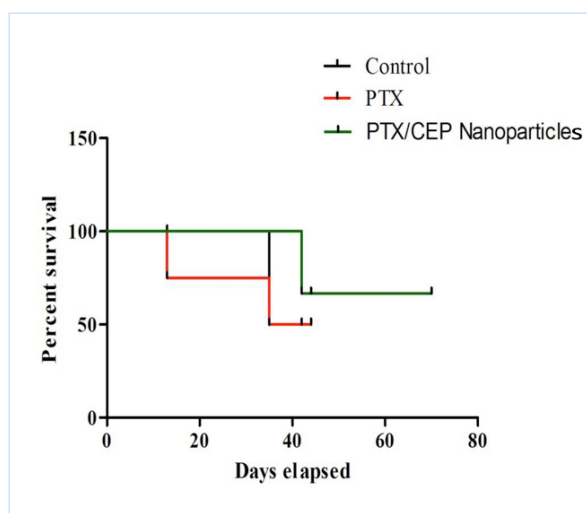 Control
PTX
PTX/CEP Nanoparticles
150
100
50
0
Percent survival
0 20 40 60 80
Days elapsed